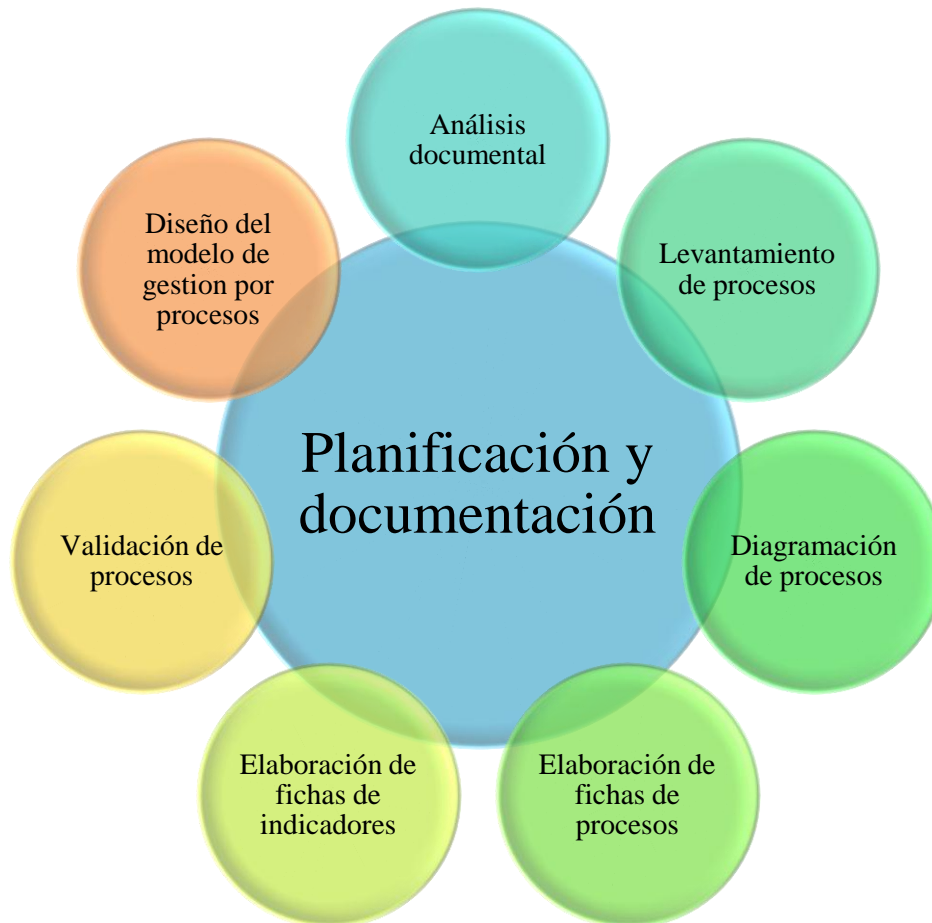 Análisis
documental
Levantamiento
de procesos
Diagramación
de procesos
Elaboración de
fichas de
procesos
Elaboración de
fichas de
indicadores
Validación de
procesos
Diseño del
modelo de
gestion por
procesos
Planificación y
documentación